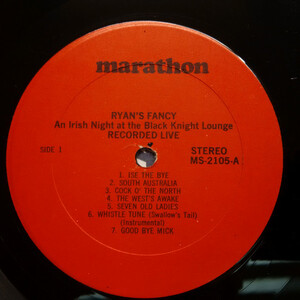 marathon
RYAN'S FANCY
An Irish Night at the Black Knight Lounge
RECORDED LIVE
SIDE 1
STEREO
MS-2105-A
1. ISE THE BYE
2. SOUTH AUSTRALIA
3. COCK O' THE NORTH
4. THE WEST'S AWAKE
5. SEVEN OLD LADIES
6. WHISTLE TUNE (Swallow's Tail)
(Instrumental)
7. GOOD BYE MICK